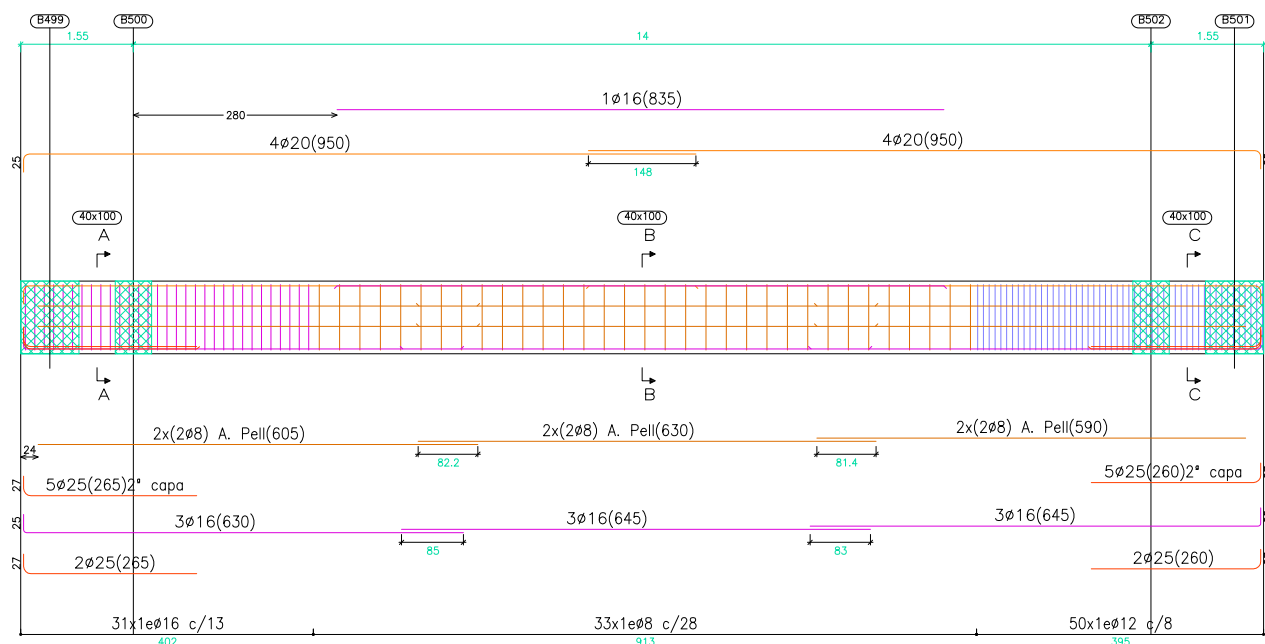 B499
B500
B502
B501
1.55
14
1.55
1ø16(835)
280
4ø20(950)
4ø20(950)
25
148
40x100
40x100
40x100
A
B
C
A
B
C
2x(2ø8) A. Pell(605)
2x(2ø8) A. Pell(630)
2x(2ø8) A. Pell(590)
24
82.2
81.4
27
5ø25(265)2ª capa
5ø25(260)2ª capa
25
3ø16(630)
3ø16(645)
3ø16(645)
85
83
27
2ø25(265)
2ø25(260)
31x1eø16 c/13
33x1eø8 c/28
50x1eø12 c/8
402
913
395